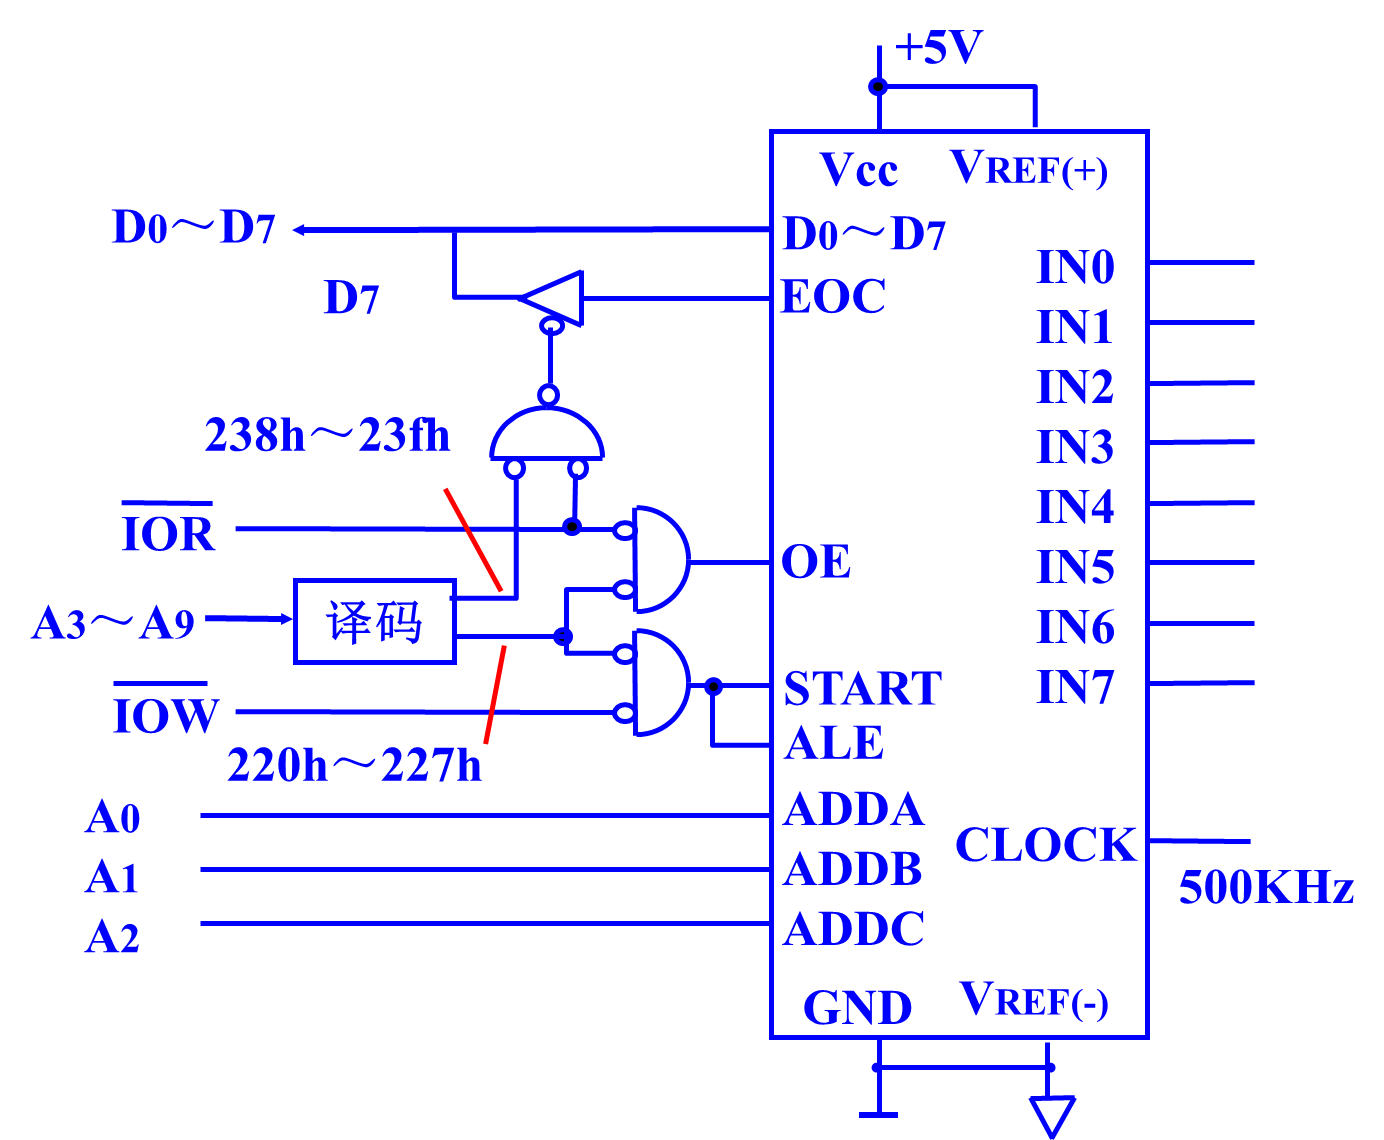 +5V
Vcc
VREF(+)
D0～D7
D0～D7
IN0
D7
EOC
IN1
IN2
238h～23fh
IN3
IOR
IN4
OE
IN5
A3～A9
译码
IN6
START
IN7
IOW
ALE
220h～227h
A0
ADDA
CLOCK
A1
ADDB
500KHz
A2
ADDC
GND
VREF(-)